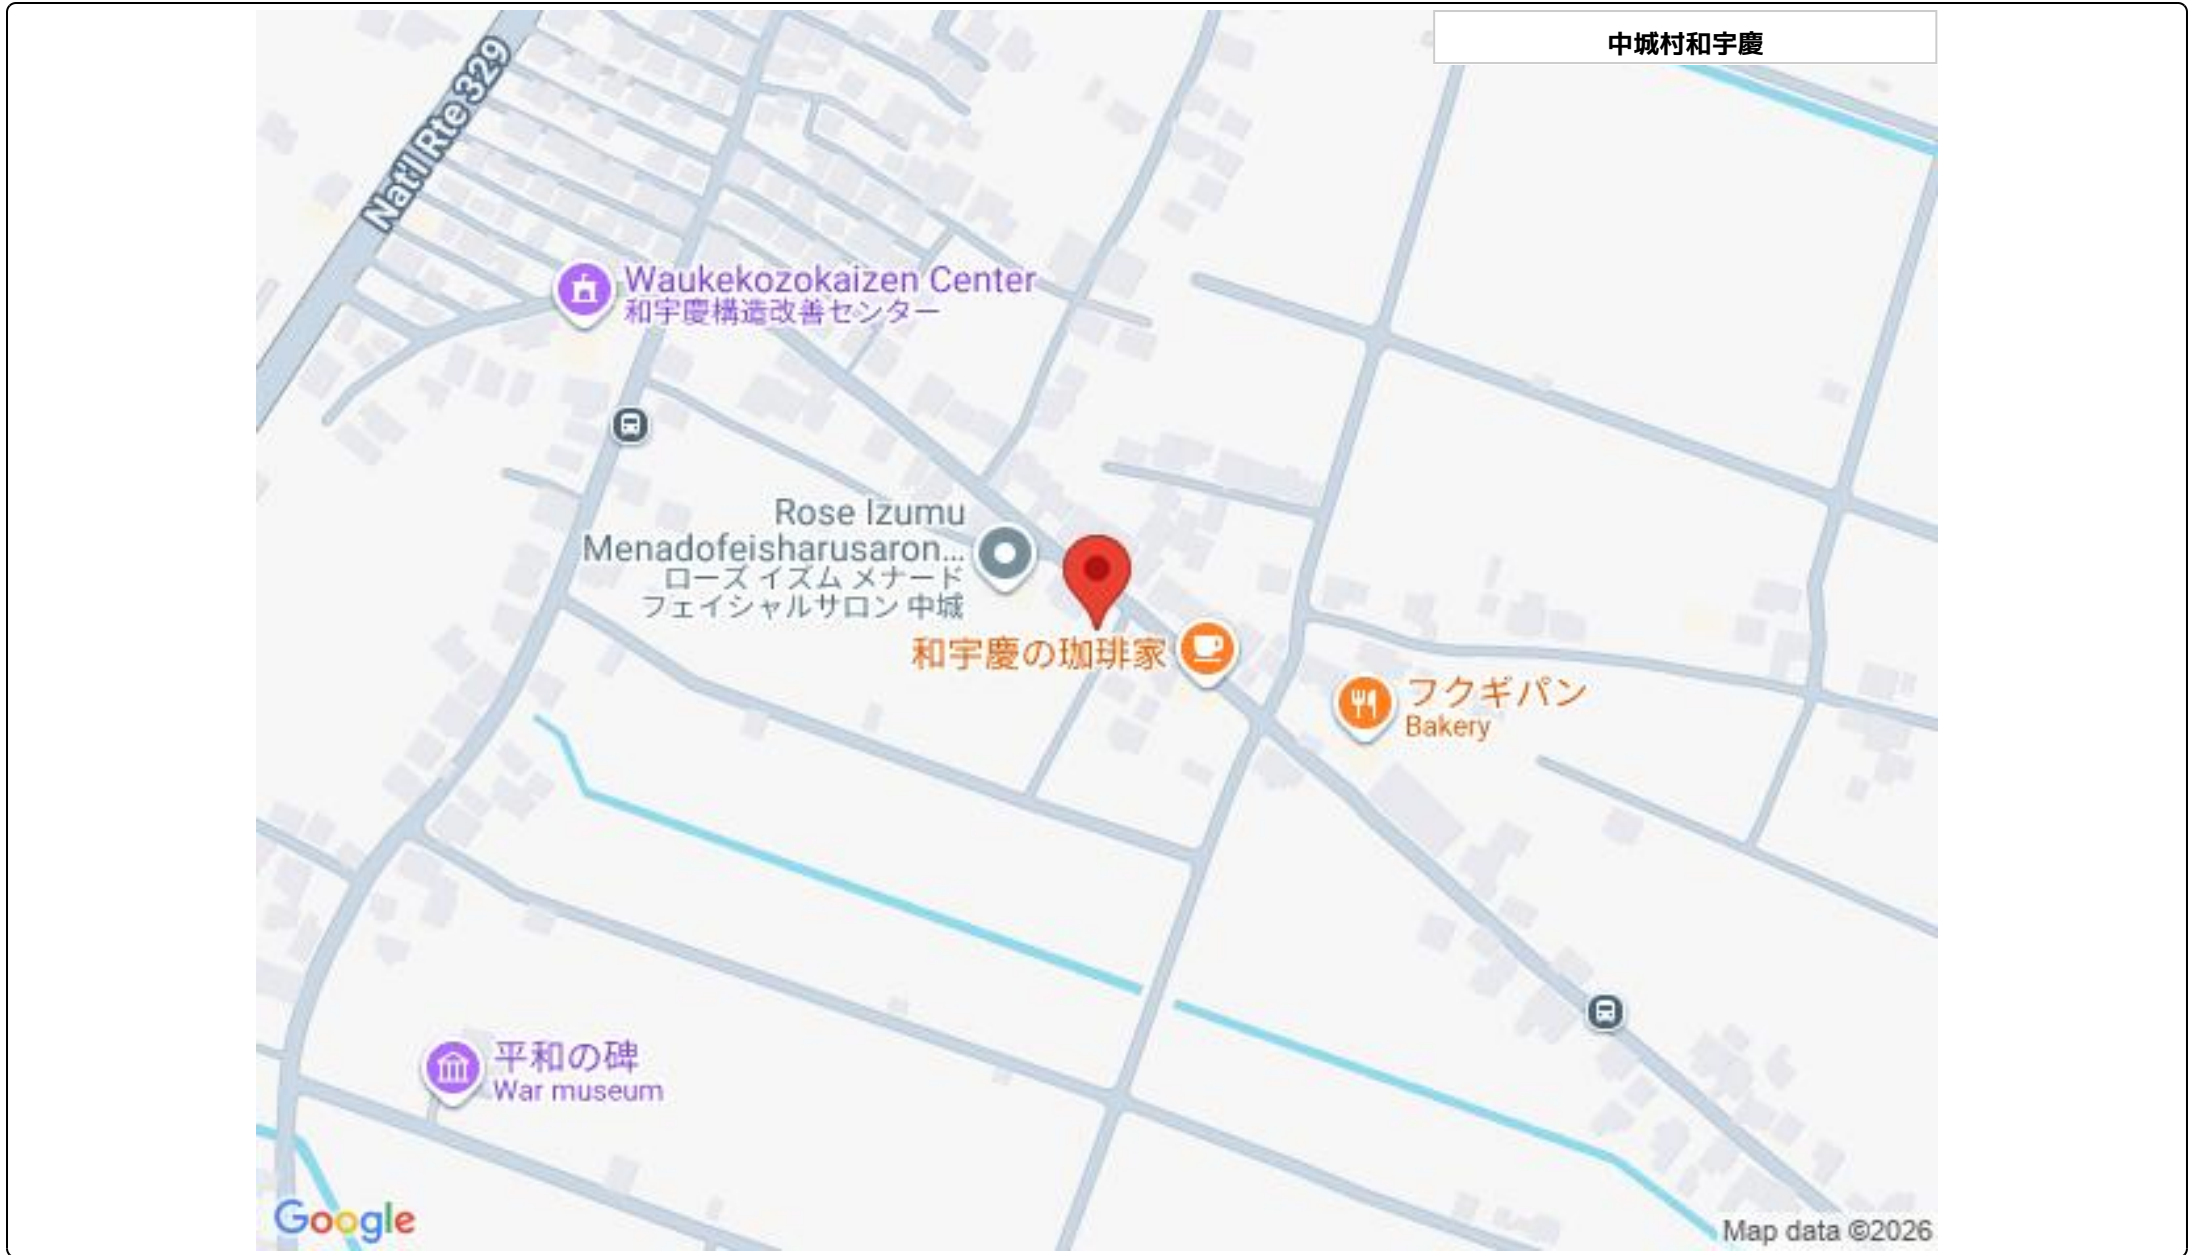 中城村和宇慶
Nat'l Rte 329
Waukekozokaizen Center
和宇慶構造改善センター
Rose Izumu
Menadofeisharusaron...
ローズ イズム メナード
フェイシャルサロン 中城
和宇慶の珈琲家
フクギパン
Bakery
平和の碑
War museum
Google
Map data ©2026